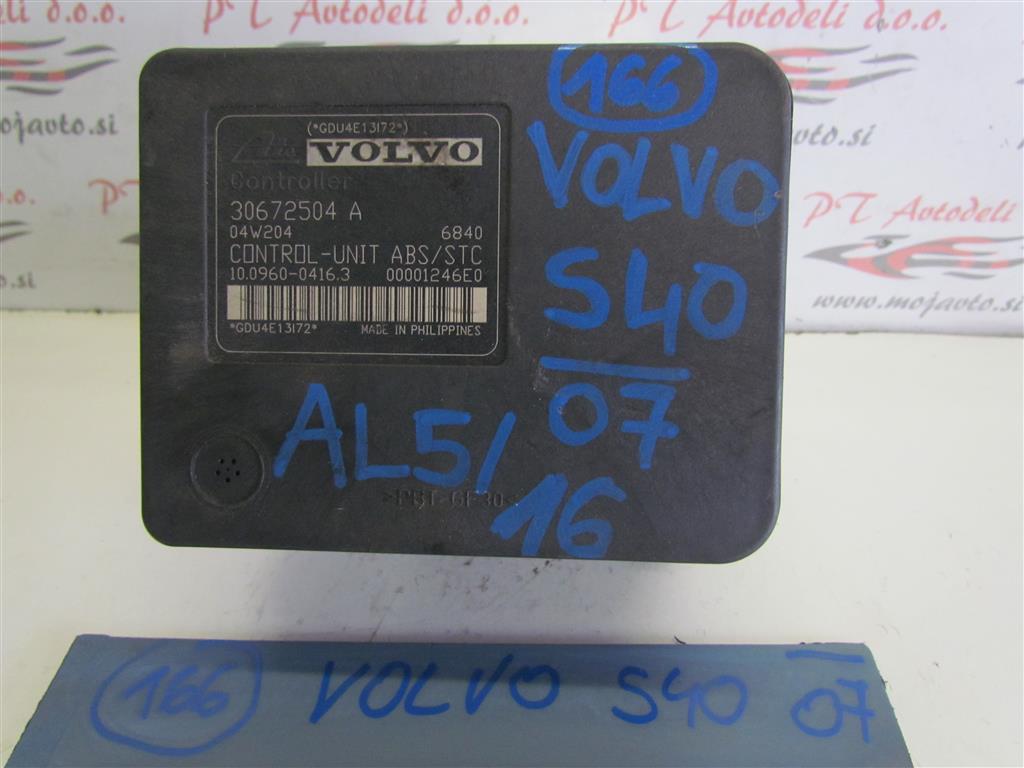 PT Avtodeli d.o.o.
PT Avtodeli d.o.o.
www.mojavto.si
PT Avtodeli d.o.o.
www.mojavto.si
(*GDU4E13I72*)
Ate VOLVO
Controller
30672504 A
04W204 6840
CONTROL-UNIT ABS/STC
10.0960-0416.3 00001246E0
*GDU4E13I72* MADE IN PHILIPPINES
166
VOLVO
S40
07
AL5/
16
166 VOLVO S40 07